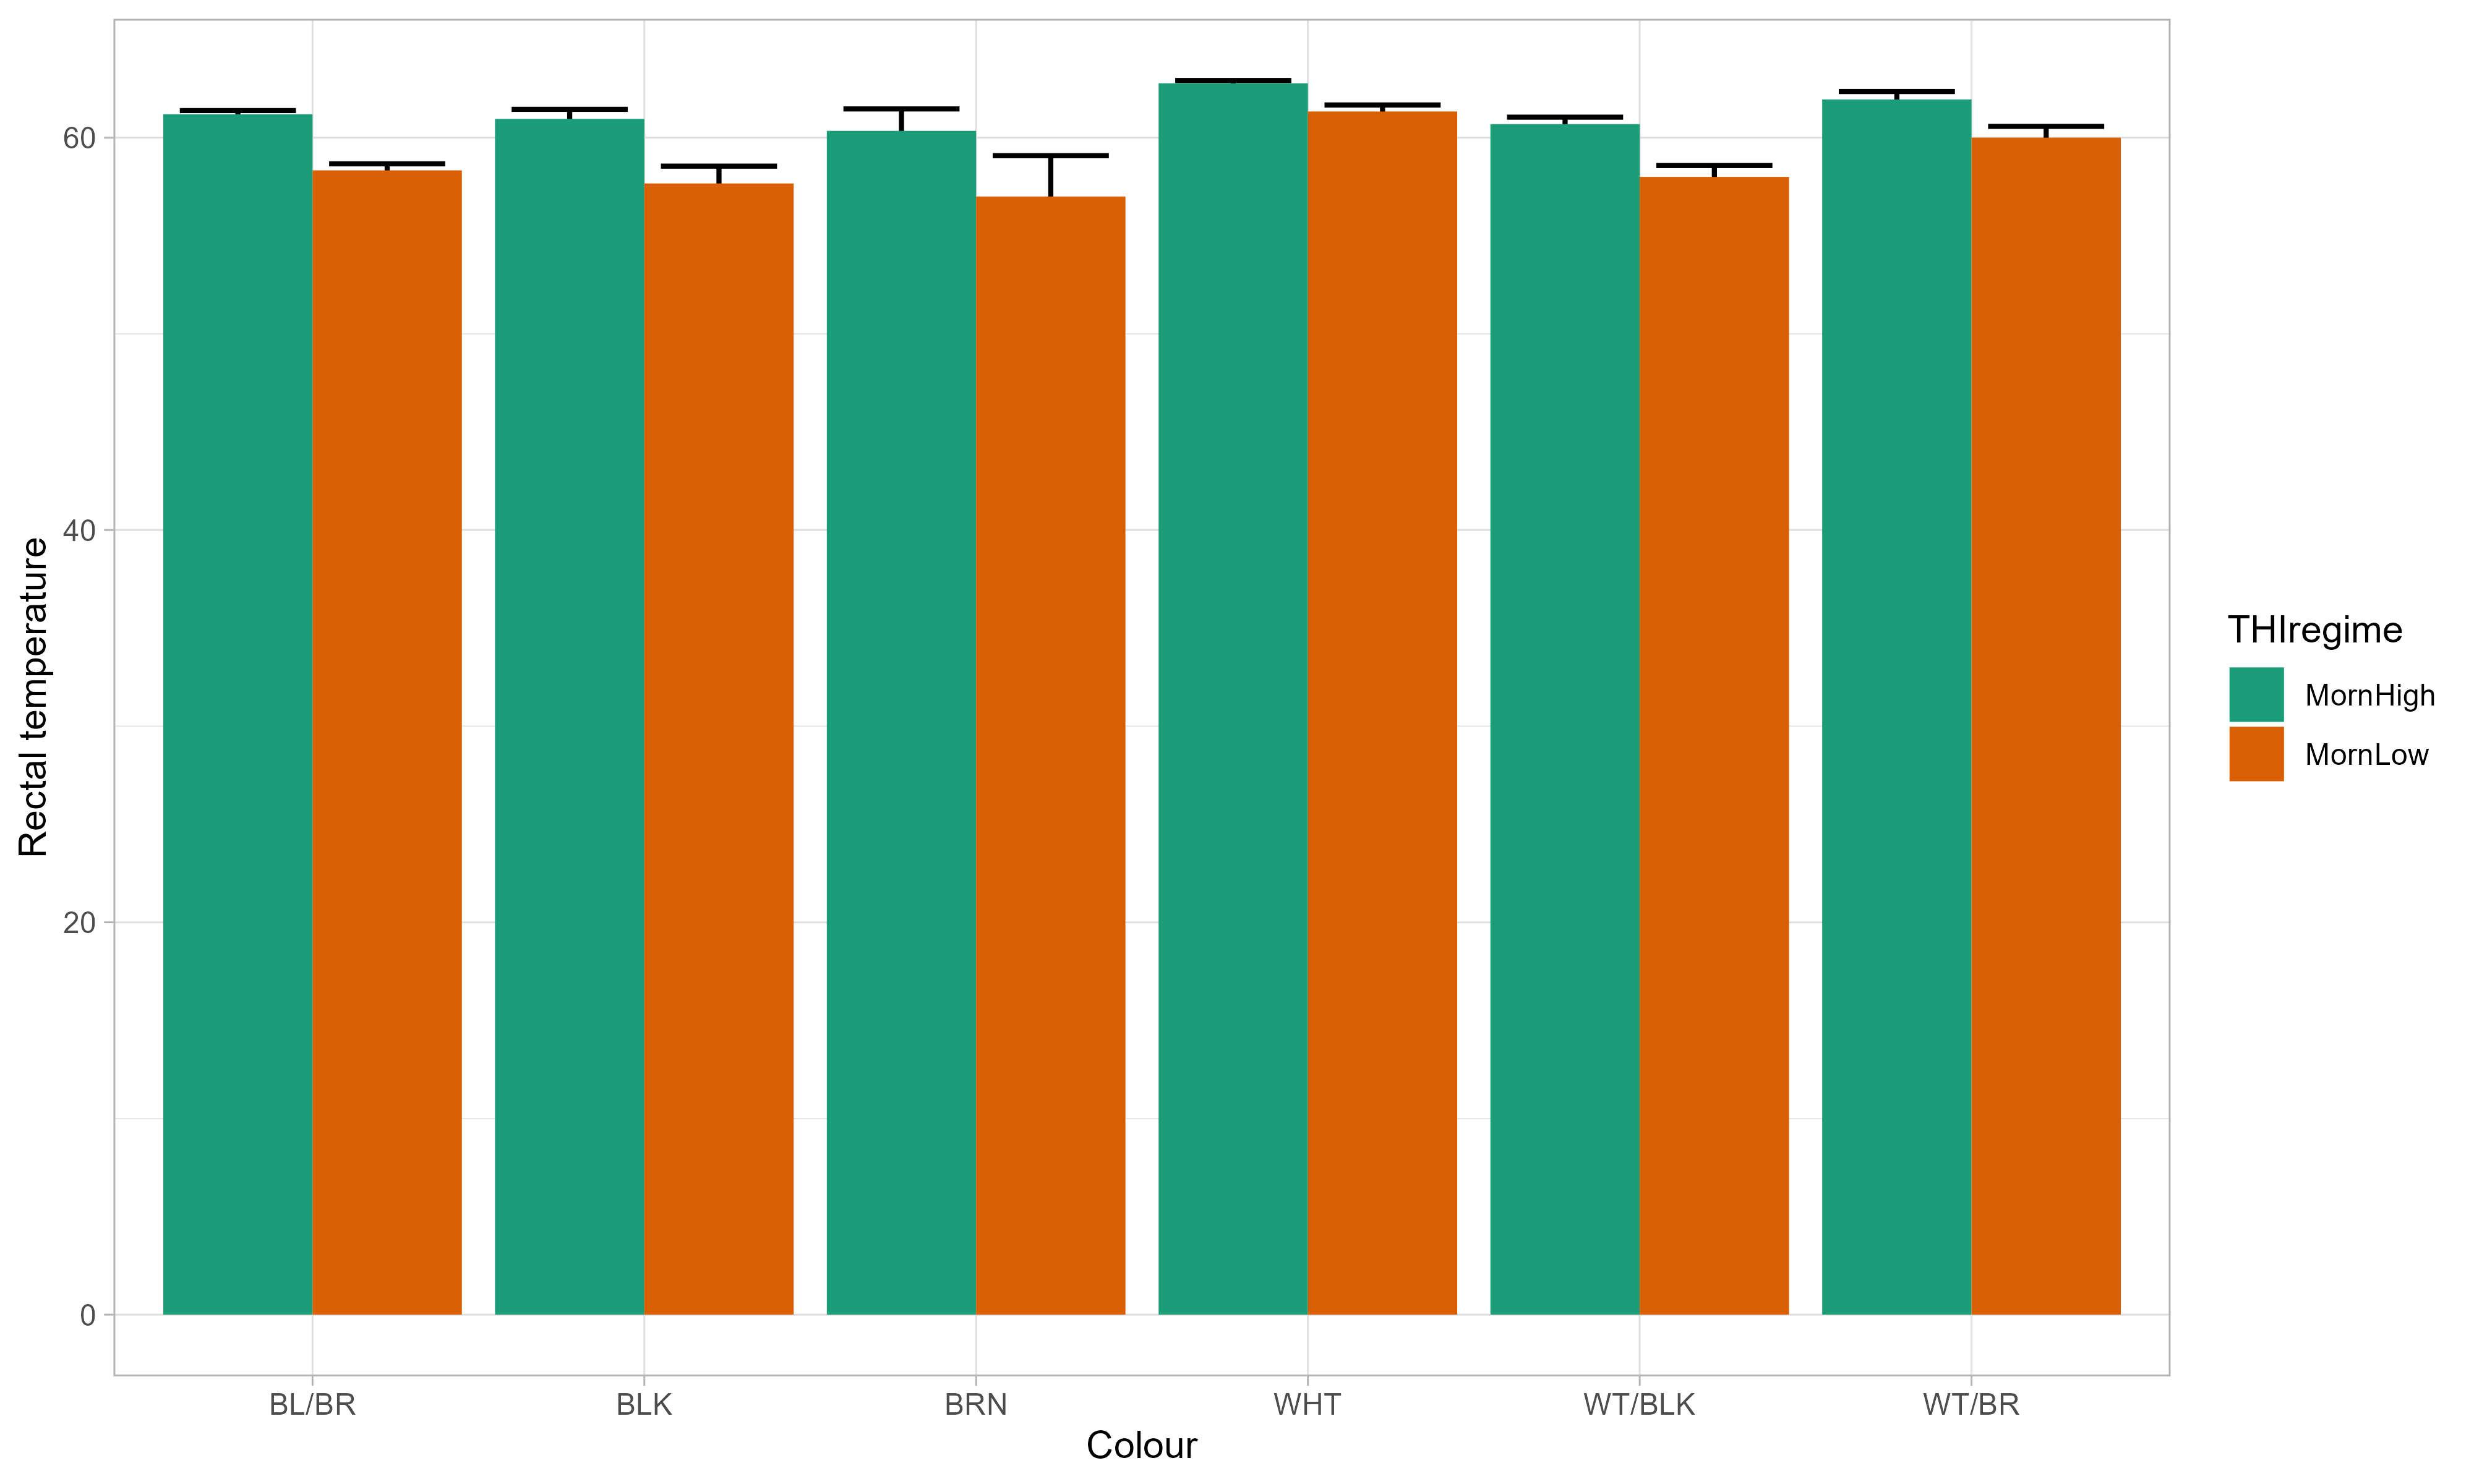 Rectal temperature
60
40
20
0
BL/BR BLK BRN WHT WT/BLK WT/BR
Colour
THIregime
MornHigh
MornLow